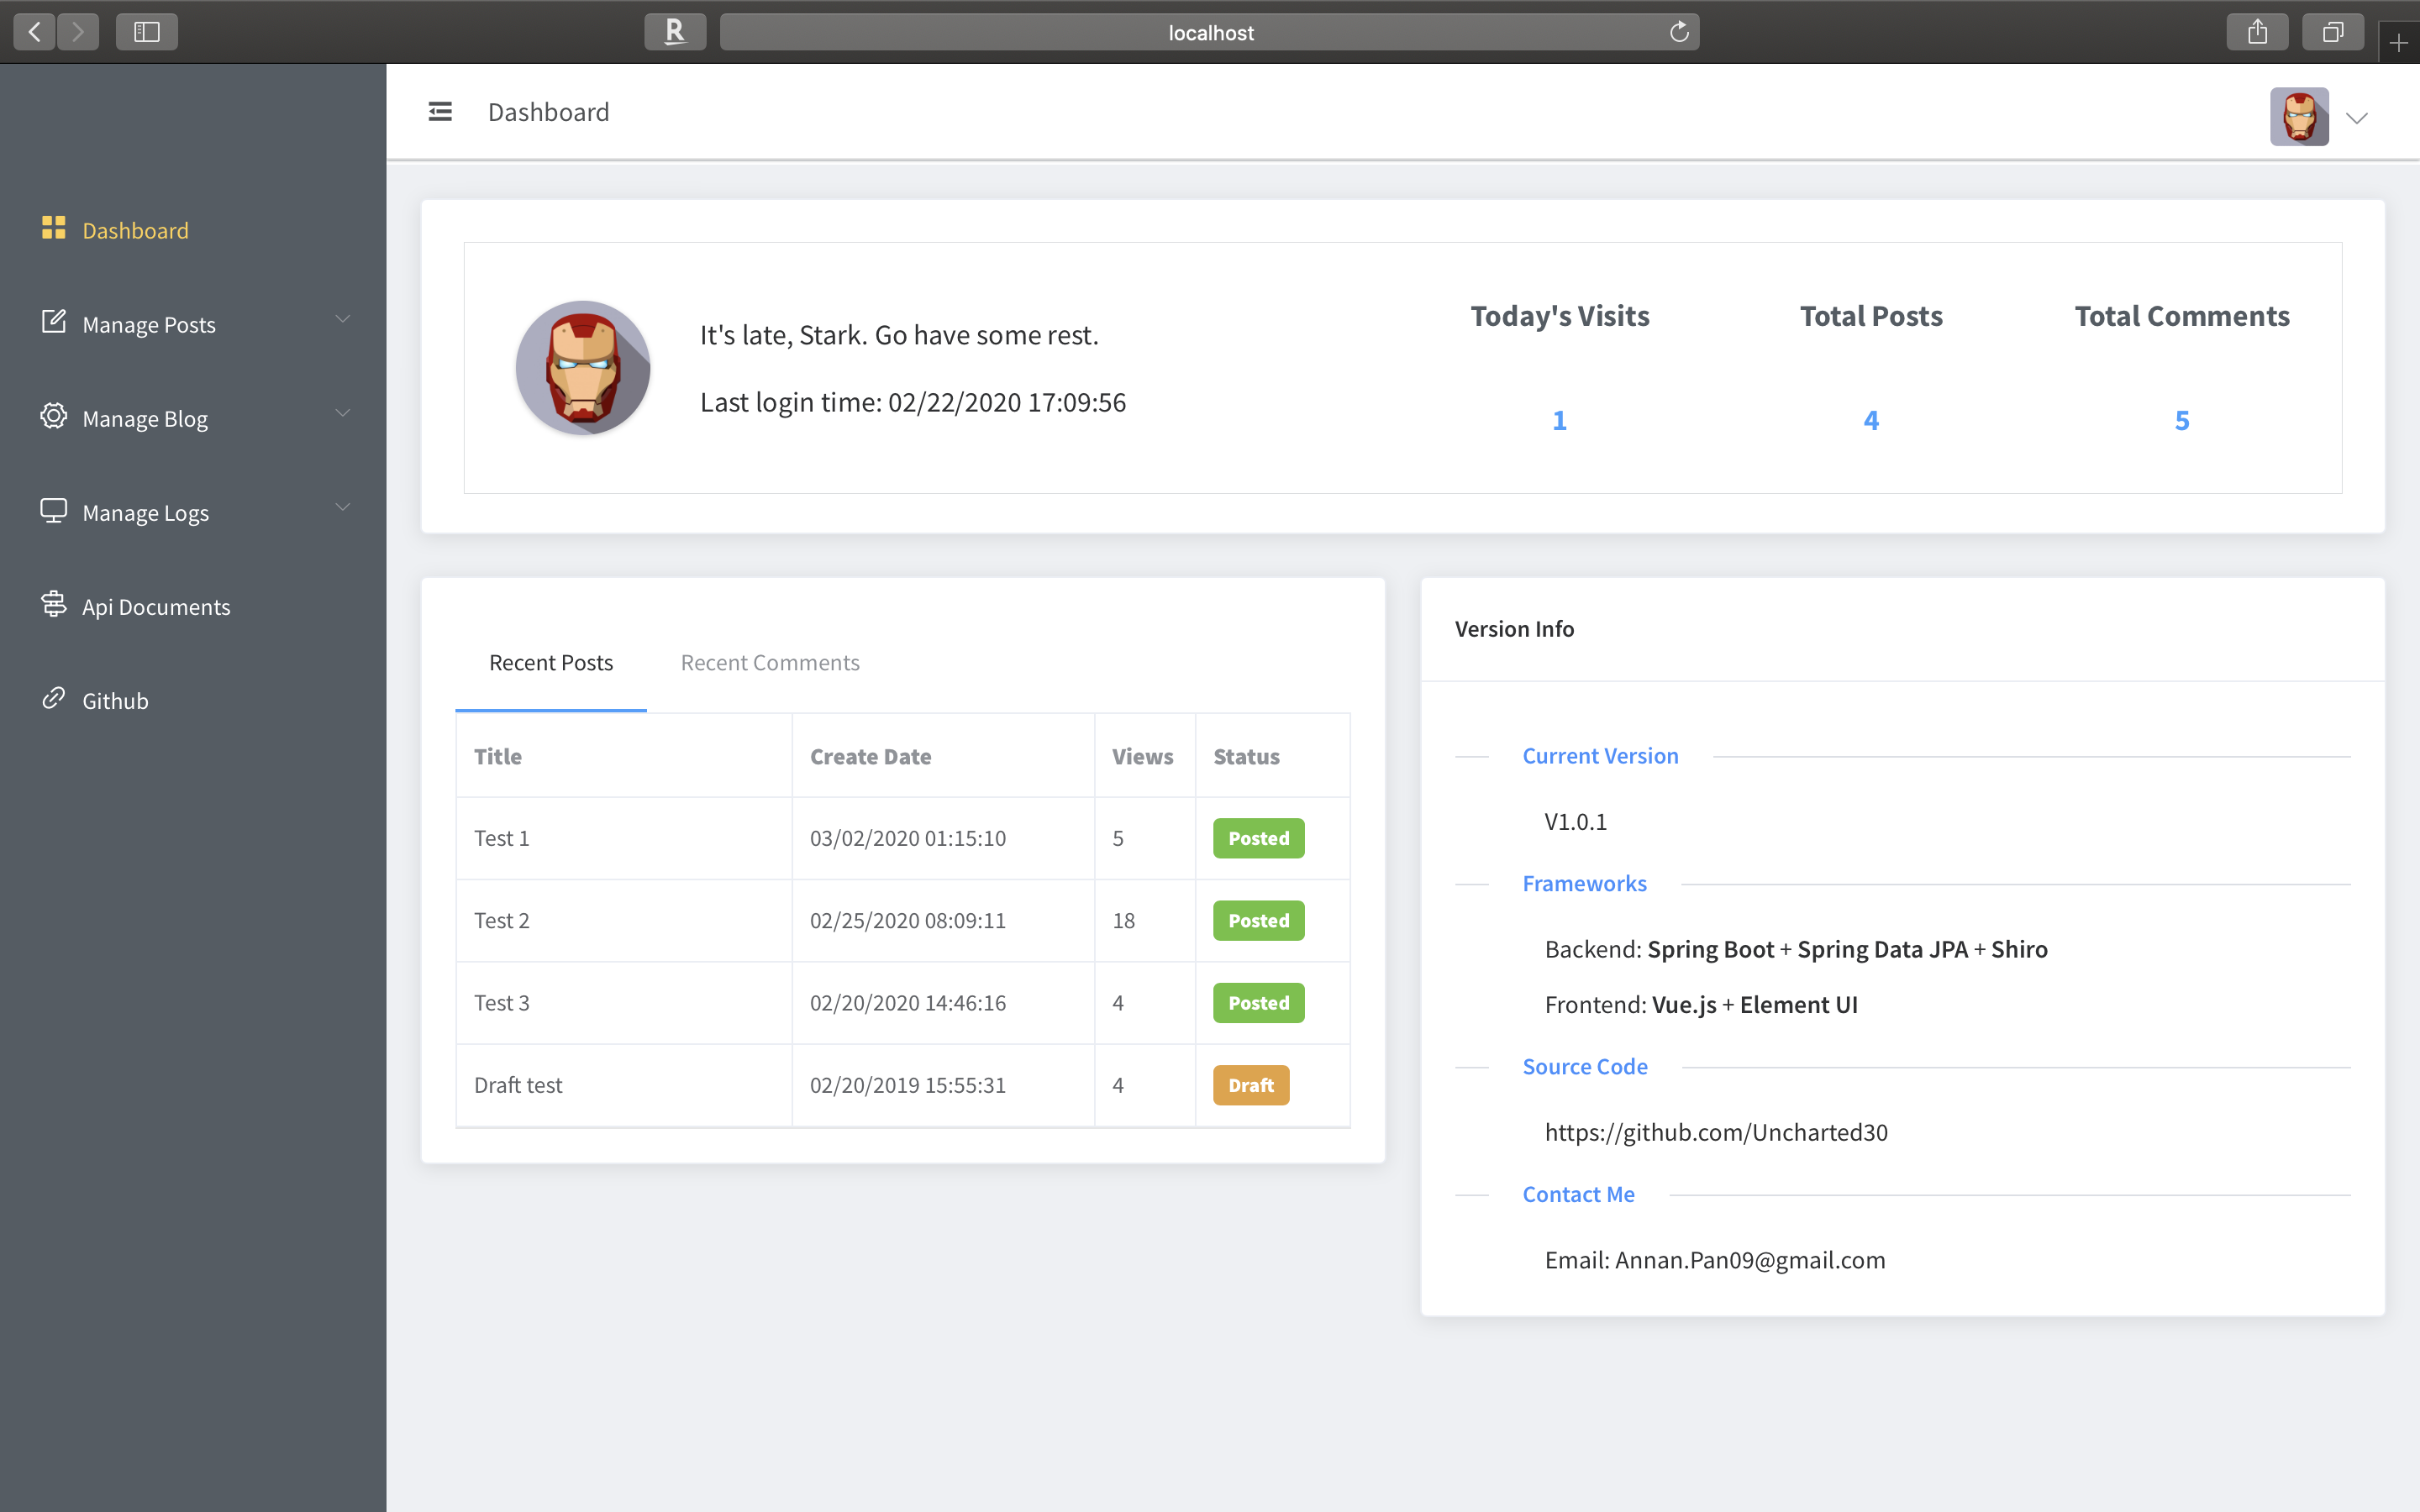 R
localhost
Dashboard
Dashboard
Manage Posts
Manage Blog
Manage Logs
Api Documents
Github
It's late, Stark. Go have some rest.
Last login time: 02/22/2020 17:09:56
Today's Visits Total Posts Total Comments
1 4 5
Recent Posts Recent Comments
Title Create Date Views Status
Test 1 03/02/2020 01:15:10 5 Posted
Test 2 02/25/2020 08:09:11 18 Posted
Test 3 02/20/2020 14:46:16 4 Posted
Draft test 02/20/2019 15:55:31 4 Draft
Version Info
Current Version
V1.0.1
Frameworks
Backend: Spring Boot + Spring Data JPA + Shiro
Frontend: Vue.js + Element UI
Source Code
https://github.com/Uncharted30
Contact Me
Email: Annan.Pan09@gmail.com